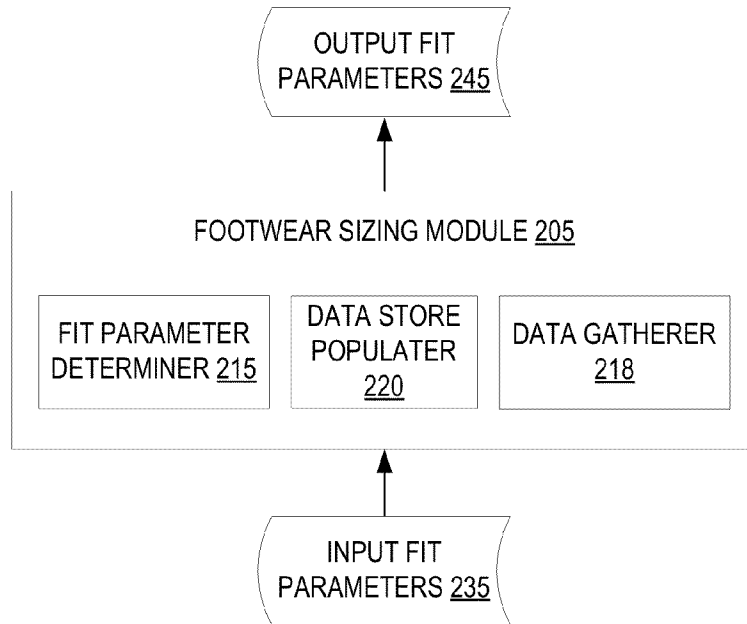 OUTPUT FIT
PARAMETERS 245
FOOTWEAR SIZING MODULE 205
FIT PARAMETER
DETERMINER 215
DATA STORE
POPULATER
220
DATA GATHERER
218
INPUT FIT
PARAMETERS 235